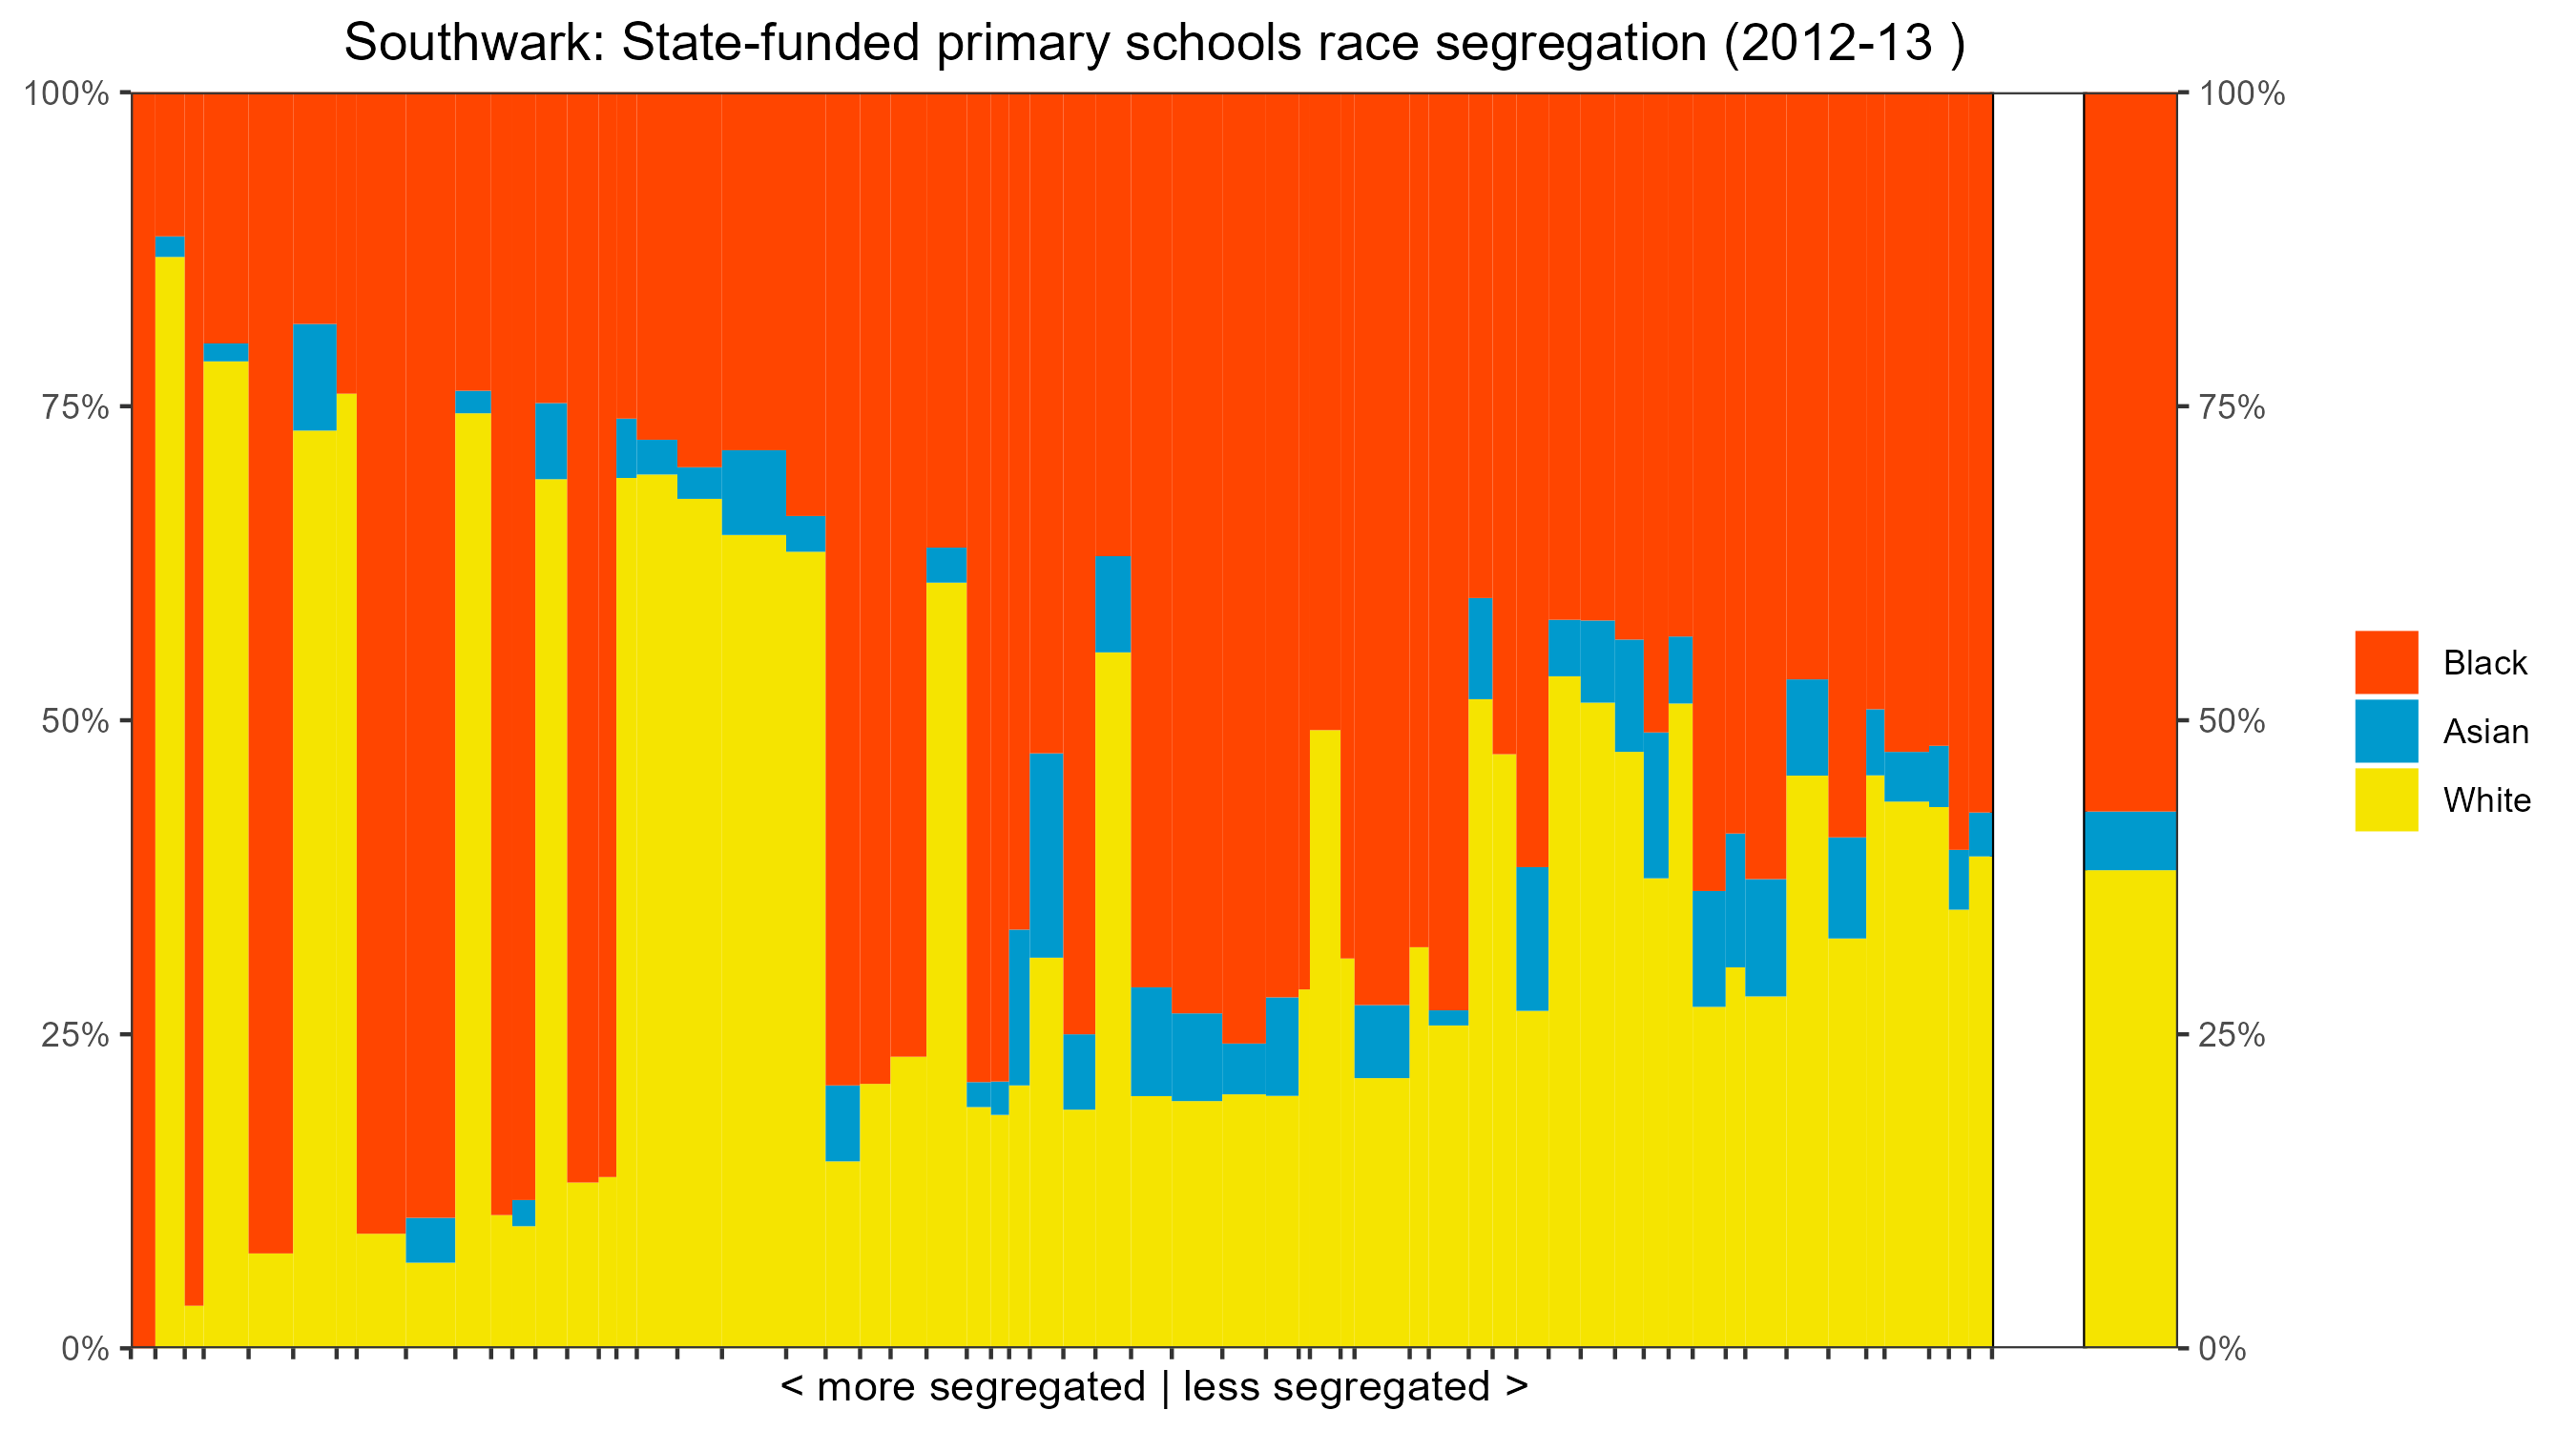 Southwark: State-funded primary schools race segregation (2012-13 )
100%
75%
50%
25%
0%
100%
75%
50%
25%
0%
Black
Asian
White
< more segregated | less segregated >